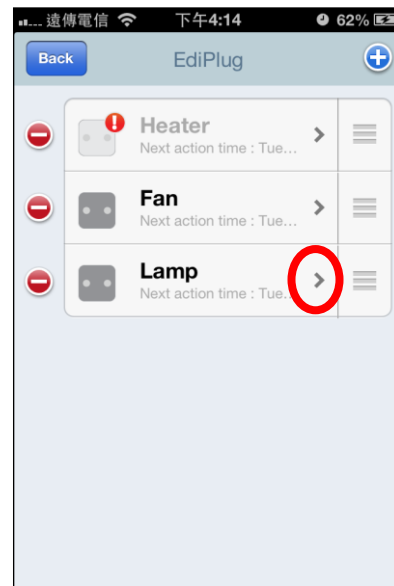 遠傳電信 下午4:14 62%
Back EdiPlug
Heater
Next action time : Tue...
Fan
Next action time : Tue...
Lamp
Next action time : Tue...